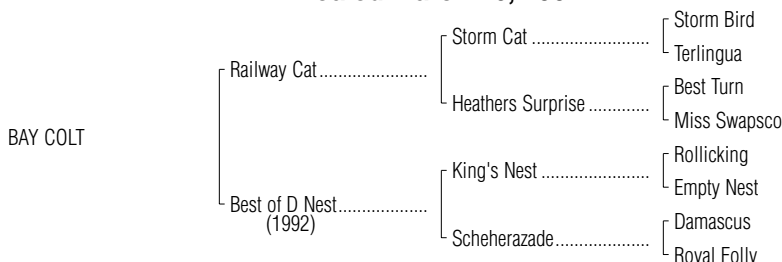 Storm Bird
Storm Cat ..........................
Terlingua
Railway Cat.......................
Best Turn
Heathers Surprise .............
Miss Swapsco
BAY COLT
Rollicking
King's Nest .......................
Empty Nest
Best of D Nest...................
(1992)
Damascus
Scheherazade....................
Royal Folly